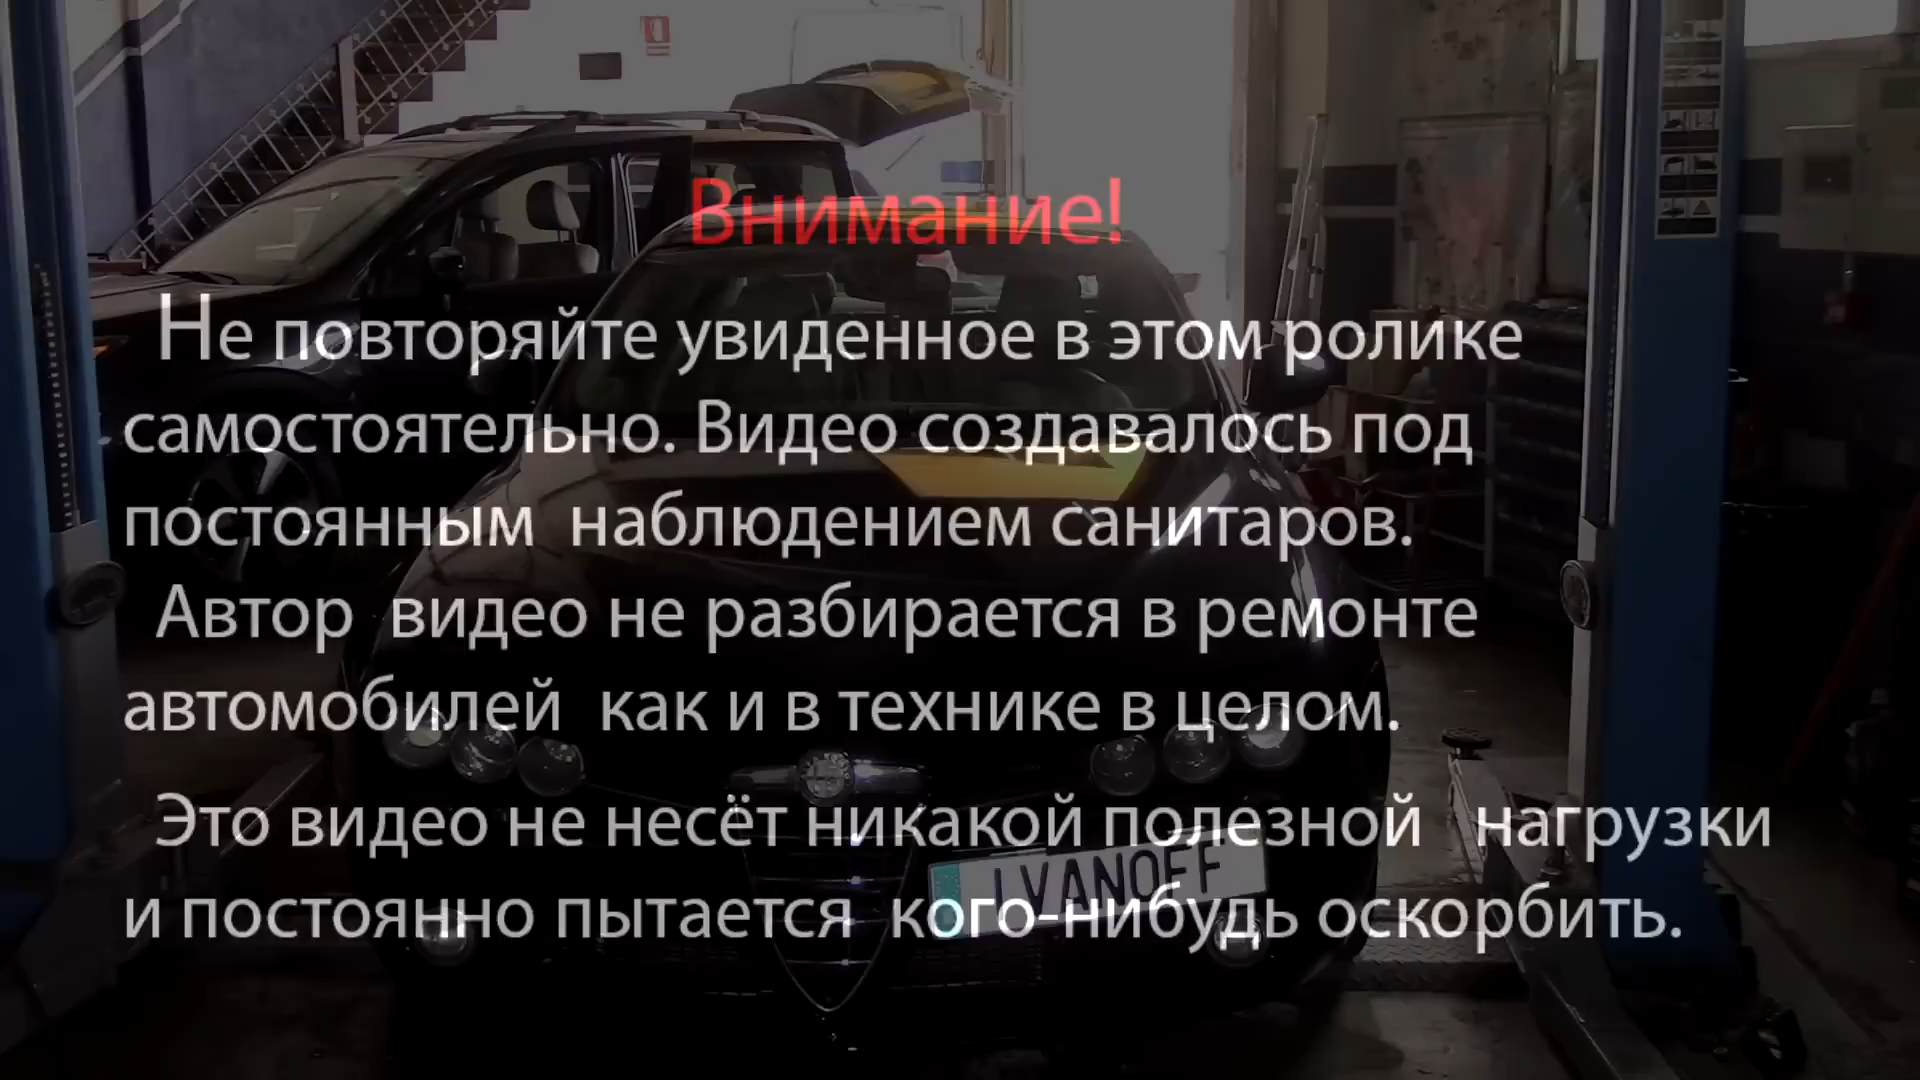 Внимание!
Не повторяйте увиденное в этом ролике
самостоятельно. Видео создавалось под
постоянным наблюдением санитаров.
Автор видео не разбирается в ремонте
автомобилей как и в технике в целом.
Это видео не несёт никакой полезной нагрузки
IVANOFF
и постоянно пытается кого-нибудь оскорбить.